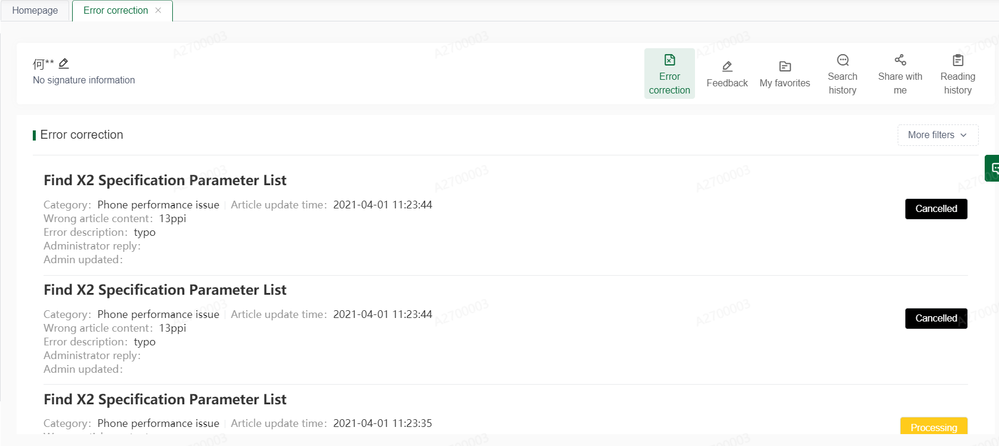 Homepage
Error correction
何**
No signature information
Error correction
Feedback
My favorites
Search history
Share with me
Reading history
Error correction
More filters
Find X2 Specification Parameter List
Category: Phone performance issue Article update time: 2021-04-01 11:23:44
Cancelled
Wrong article content: 13ppi
Error description: typo
Administrator reply:
Admin updated:
Find X2 Specification Parameter List
Category: Phone performance issue Article update time: 2021-04-01 11:23:44
Cancelled
Wrong article content: 13ppi
Error description: typo
Administrator reply:
Admin updated:
Find X2 Specification Parameter List
Category: Phone performance issue Article update time: 2021-04-01 11:23:35
Processing
A2700003